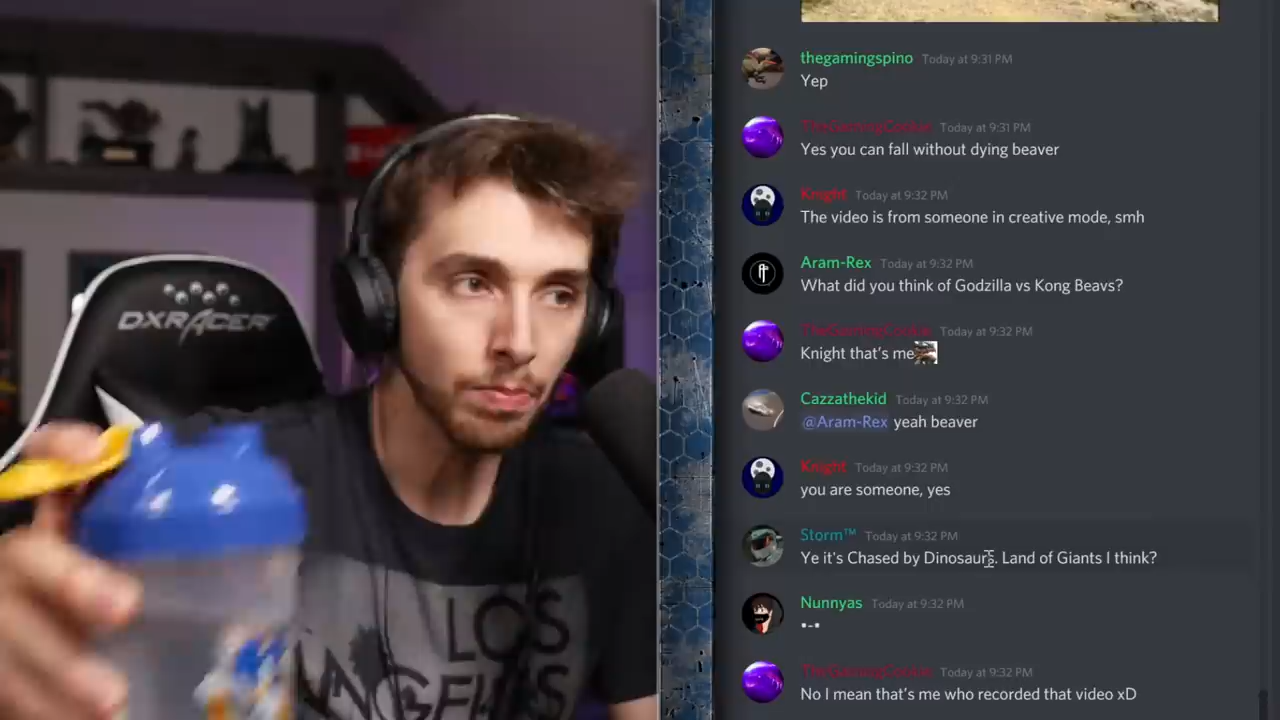 DXRACER
LOS
ANGELES
thegamingspino Today at 9:31 PM
Yep
TheGamingCookie Today at 9:31 PM
Yes you can fall without dying beaver
Knight Today at 9:32 PM
The video is from someone in creative mode, smh
Aram-Rex Today at 9:32 PM
What did you think of Godzilla vs Kong Beavs?
TheGamingCookie Today at 9:32 PM
Knight that's me
Cazzathekid Today at 9:32 PM
@Aram-Rex yeah beaver
Knight Today at 9:32 PM
you are someone, yes
Storm™ Today at 9:32 PM
Ye it's Chased by Dinosaurs. Land of Giants I think?
Nunnyas Today at 9:32 PM
•-•
TheGamingCookie Today at 9:32 PM
No I mean that's me who recorded that video xD